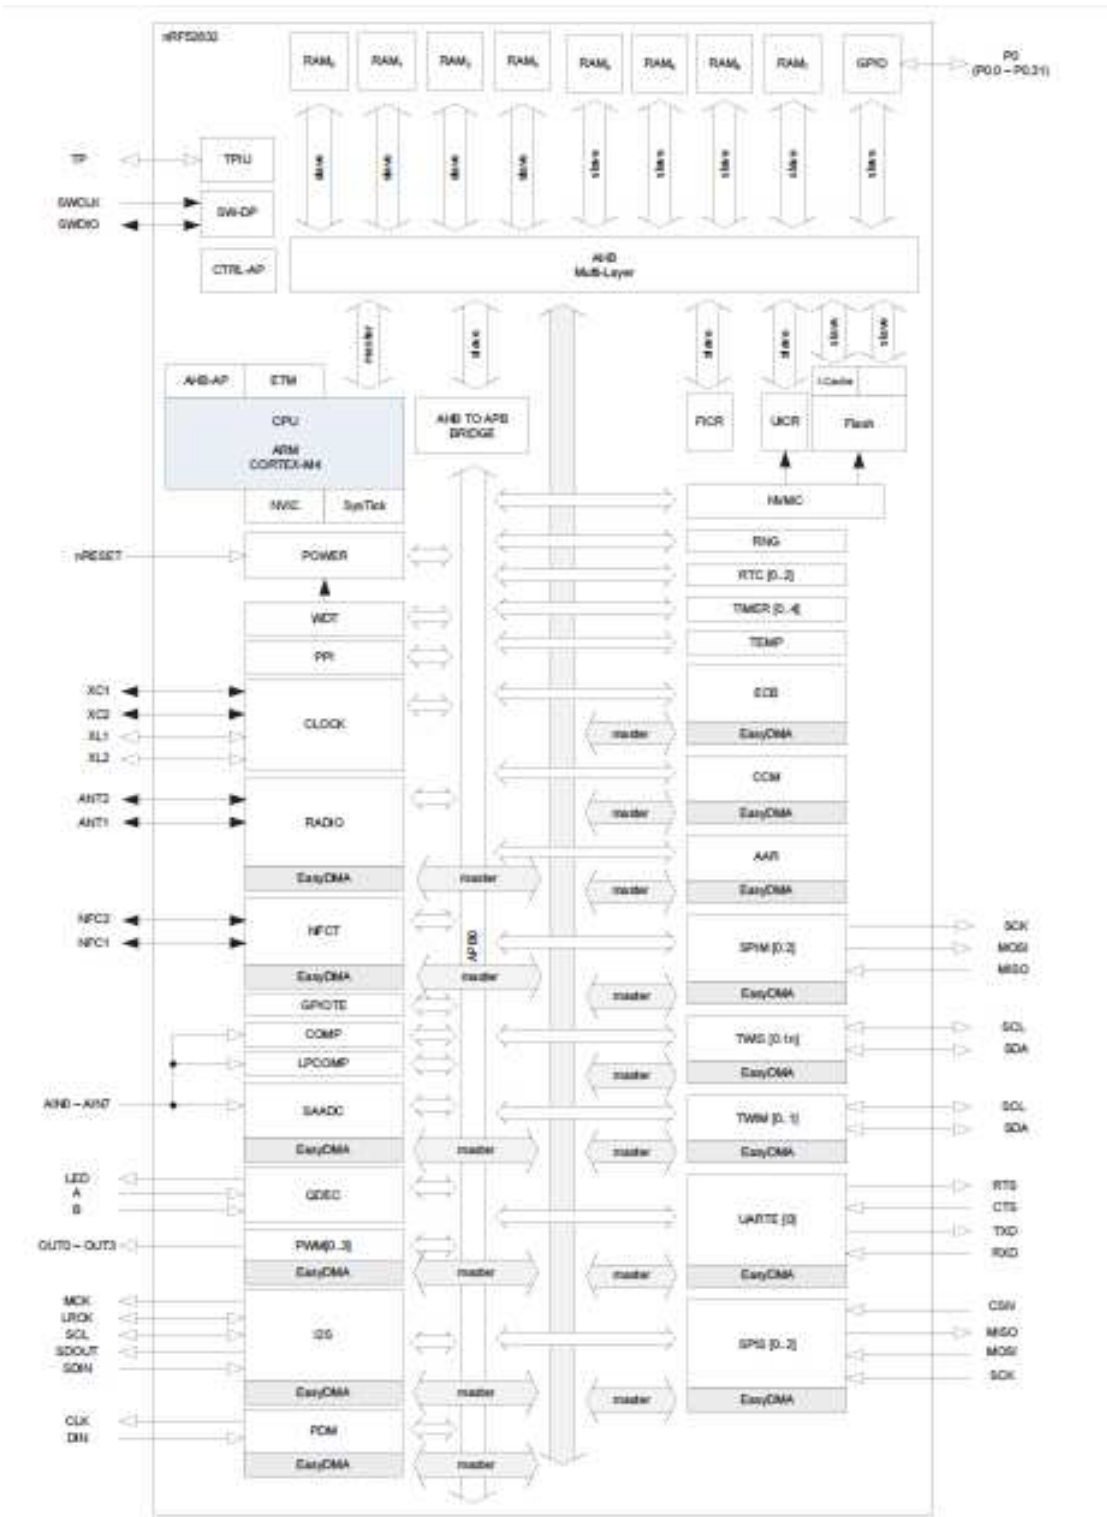 nRF52832
RAM0 RAM1 RAM2 RAM3 RAM4 RAM5 RAM6 RAM7 GPIO
P0
(P0.0 – P0.31)
slave slave slave slave slave slave slave slave slave
TP TPIU
SWCLK
SWDIO
SW-DP
CTRL-AP
AHB
Multi-Layer
master slave slave slave slave slave
AHB-AP ETM
CPU
ARM
CORTEX-M4
NVIC SysTick
AHB TO APB
BRIDGE
FICR UICR
I-Cache
Flash
NVMC
nRESET POWER
WDT
PPI
XC1
XC2
XL1
XL2
CLOCK
ANT2
ANT1
RADIO
EasyDMA master
NFC2
NFC1
NFCT
EasyDMA master
APB0
GPIOTE
COMP
LPCOMP
AIN0 – AIN7 SAADC
EasyDMA master
LED
A
B
QDEC
OUT0 – OUT3 PWM[0..3]
EasyDMA master
MCK
LRCK
SCL
SDOUT
SDIN
I2S
EasyDMA master
CLK
DIN
PDM
EasyDMA master
RNG
RTC [0..2]
TIMER [0..4]
TEMP
ECB
master EasyDMA
CCM
master EasyDMA
AAR
master EasyDMA
SPIM [0..2]
SCK
MOSI
MISO
master EasyDMA
TWIS [0..1n]
SCL
SDA
master EasyDMA
TWIM [0..1]
SCL
SDA
master EasyDMA
UARTE [0]
RTS
CTS
TXD
RXD
master EasyDMA
SPIS [0..2]
CSN
MISO
MOSI
SCK
master EasyDMA